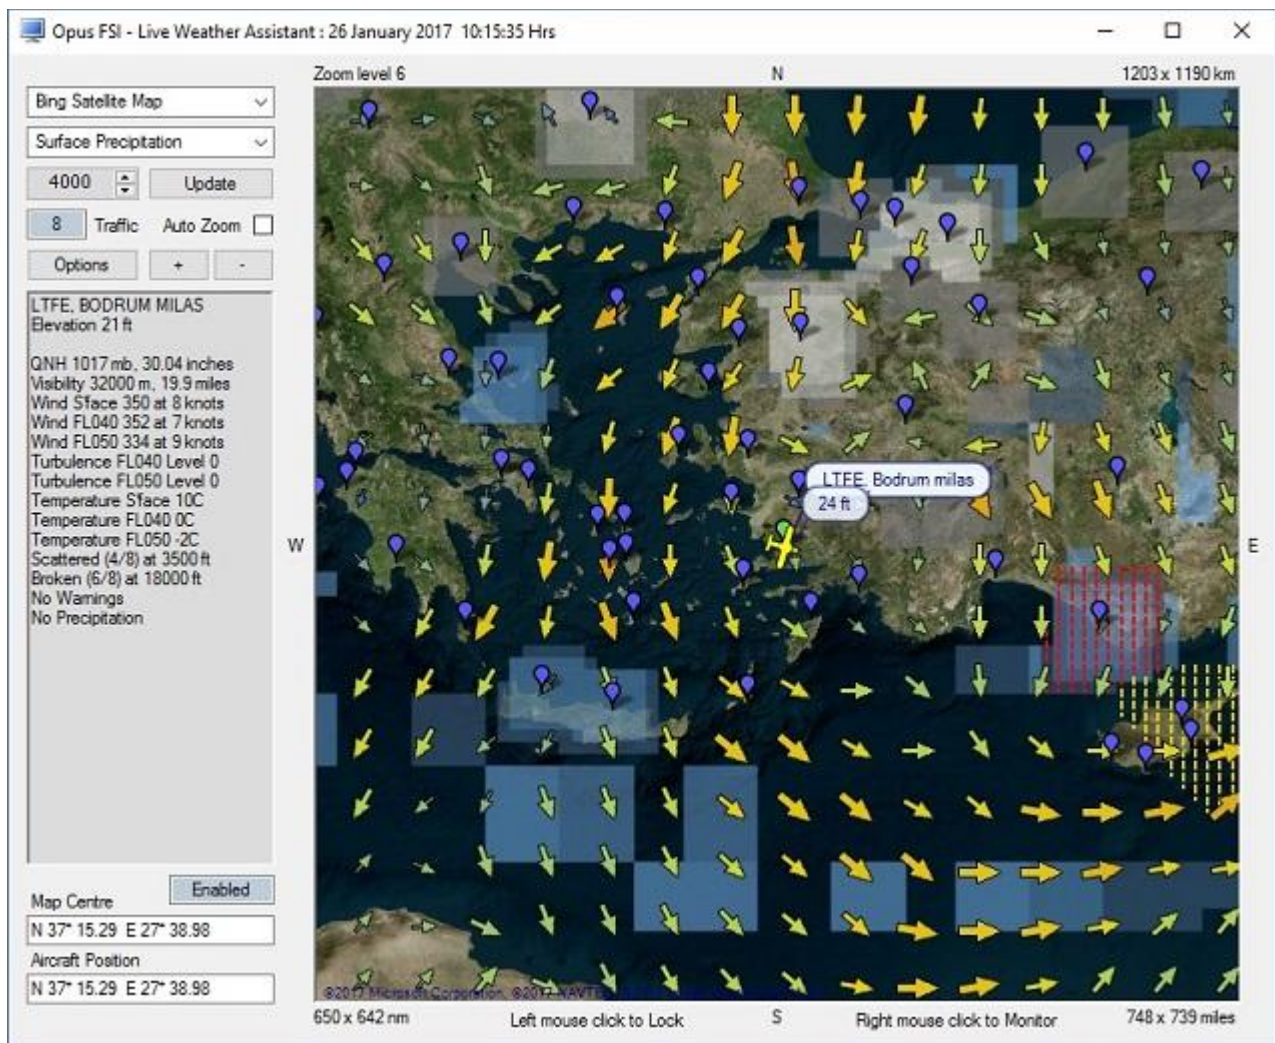 Opus FSI - Live Weather Assistant : 26 January 2017 10:15:35 Hrs
Zoom level 6
N
1203 x 1190 km
Bing Satellite Map
Surface Precipitation
4000
Update
8
Traffic
Auto Zoom
Options
+
-
LTFE, BODRUM MILAS
Elevation 21 ft
QNH 1017 mb, 30.04 inches
Visibility 32000 m, 19.9 miles
Wind Sface 350 at 8 knots
Wind FL040 352 at 7 knots
Wind FL050 334 at 9 knots
Turbulence FL040 Level 0
Turbulence FL050 Level 0
Temperature Sface 10C
Temperature FL040 0C
Temperature FL050 -2C
Scattered (4/8) at 3500 ft
Broken (6/8) at 18000 ft
No Warnings
No Precipitation
LTFE, Bodrum milas
24 ft
W
E
Enabled
Map Centre
N 37* 15.29 E 27* 38.98
Aircraft Position
N 37* 15.29 E 27* 38.98
©2017 Microsoft Corporation, ©2017
650 x 642 nm
Left mouse click to Lock
S
Right mouse click to Monitor
748 x 739 miles